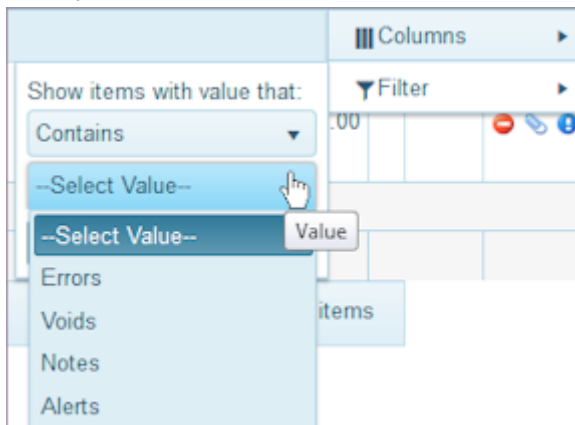 Columns
Show items with value that:
Filter
Contains
.00
--Select Value--
--Select Value--
Value
Errors
items
Voids
Notes
Alerts